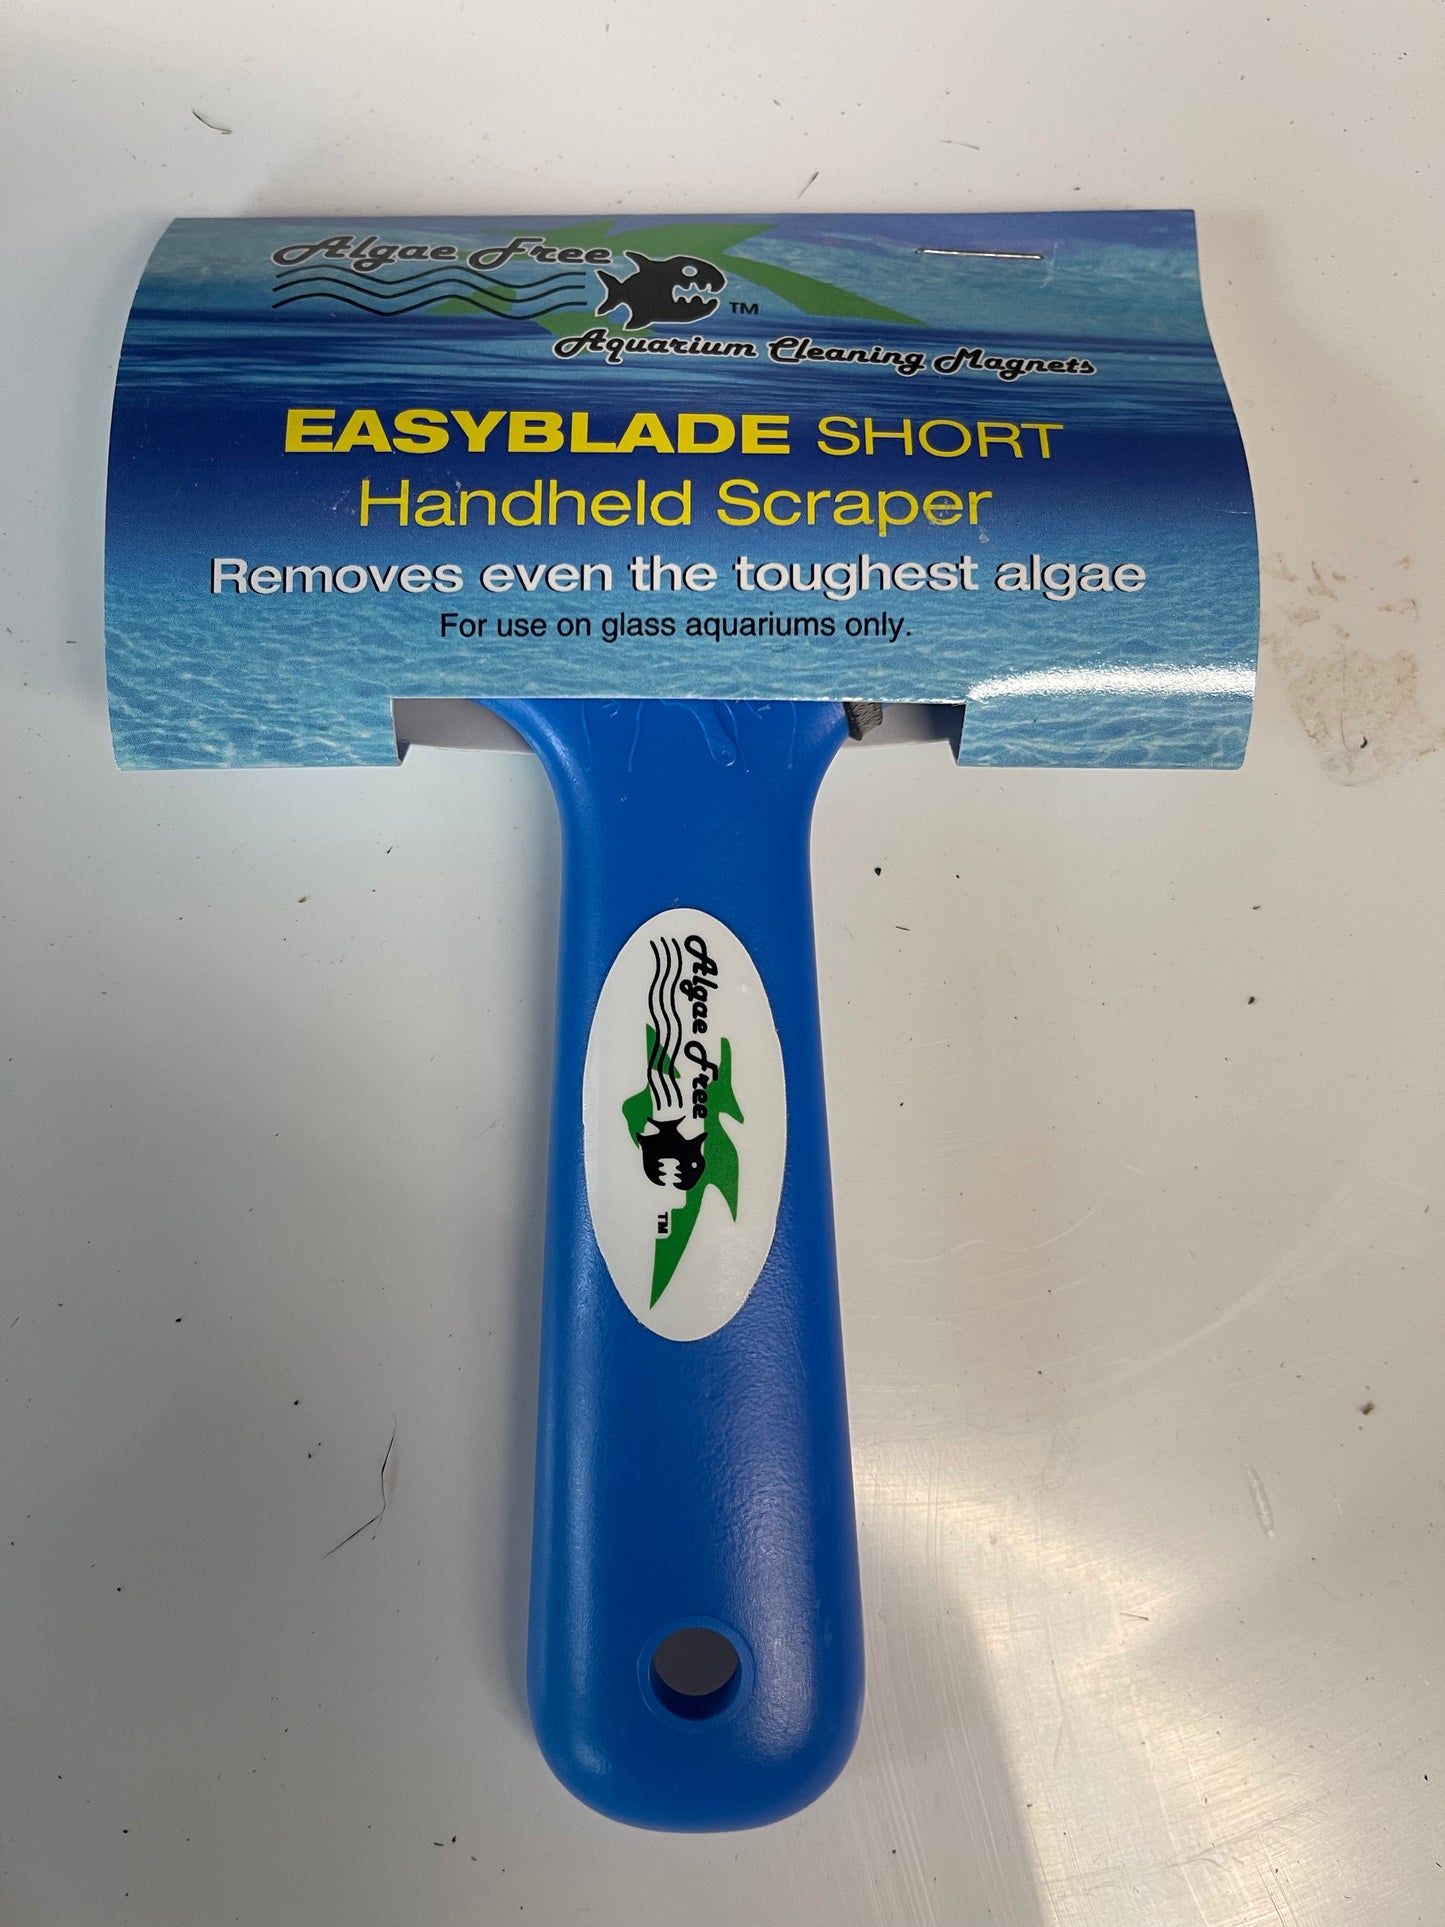 Algae Free
TM
Aquarium Cleaning Magnets
EASYBLADE SHORT
Handheld Scraper
Removes even the toughest algae
For use on glass aquariums only.
Algae Free
TM